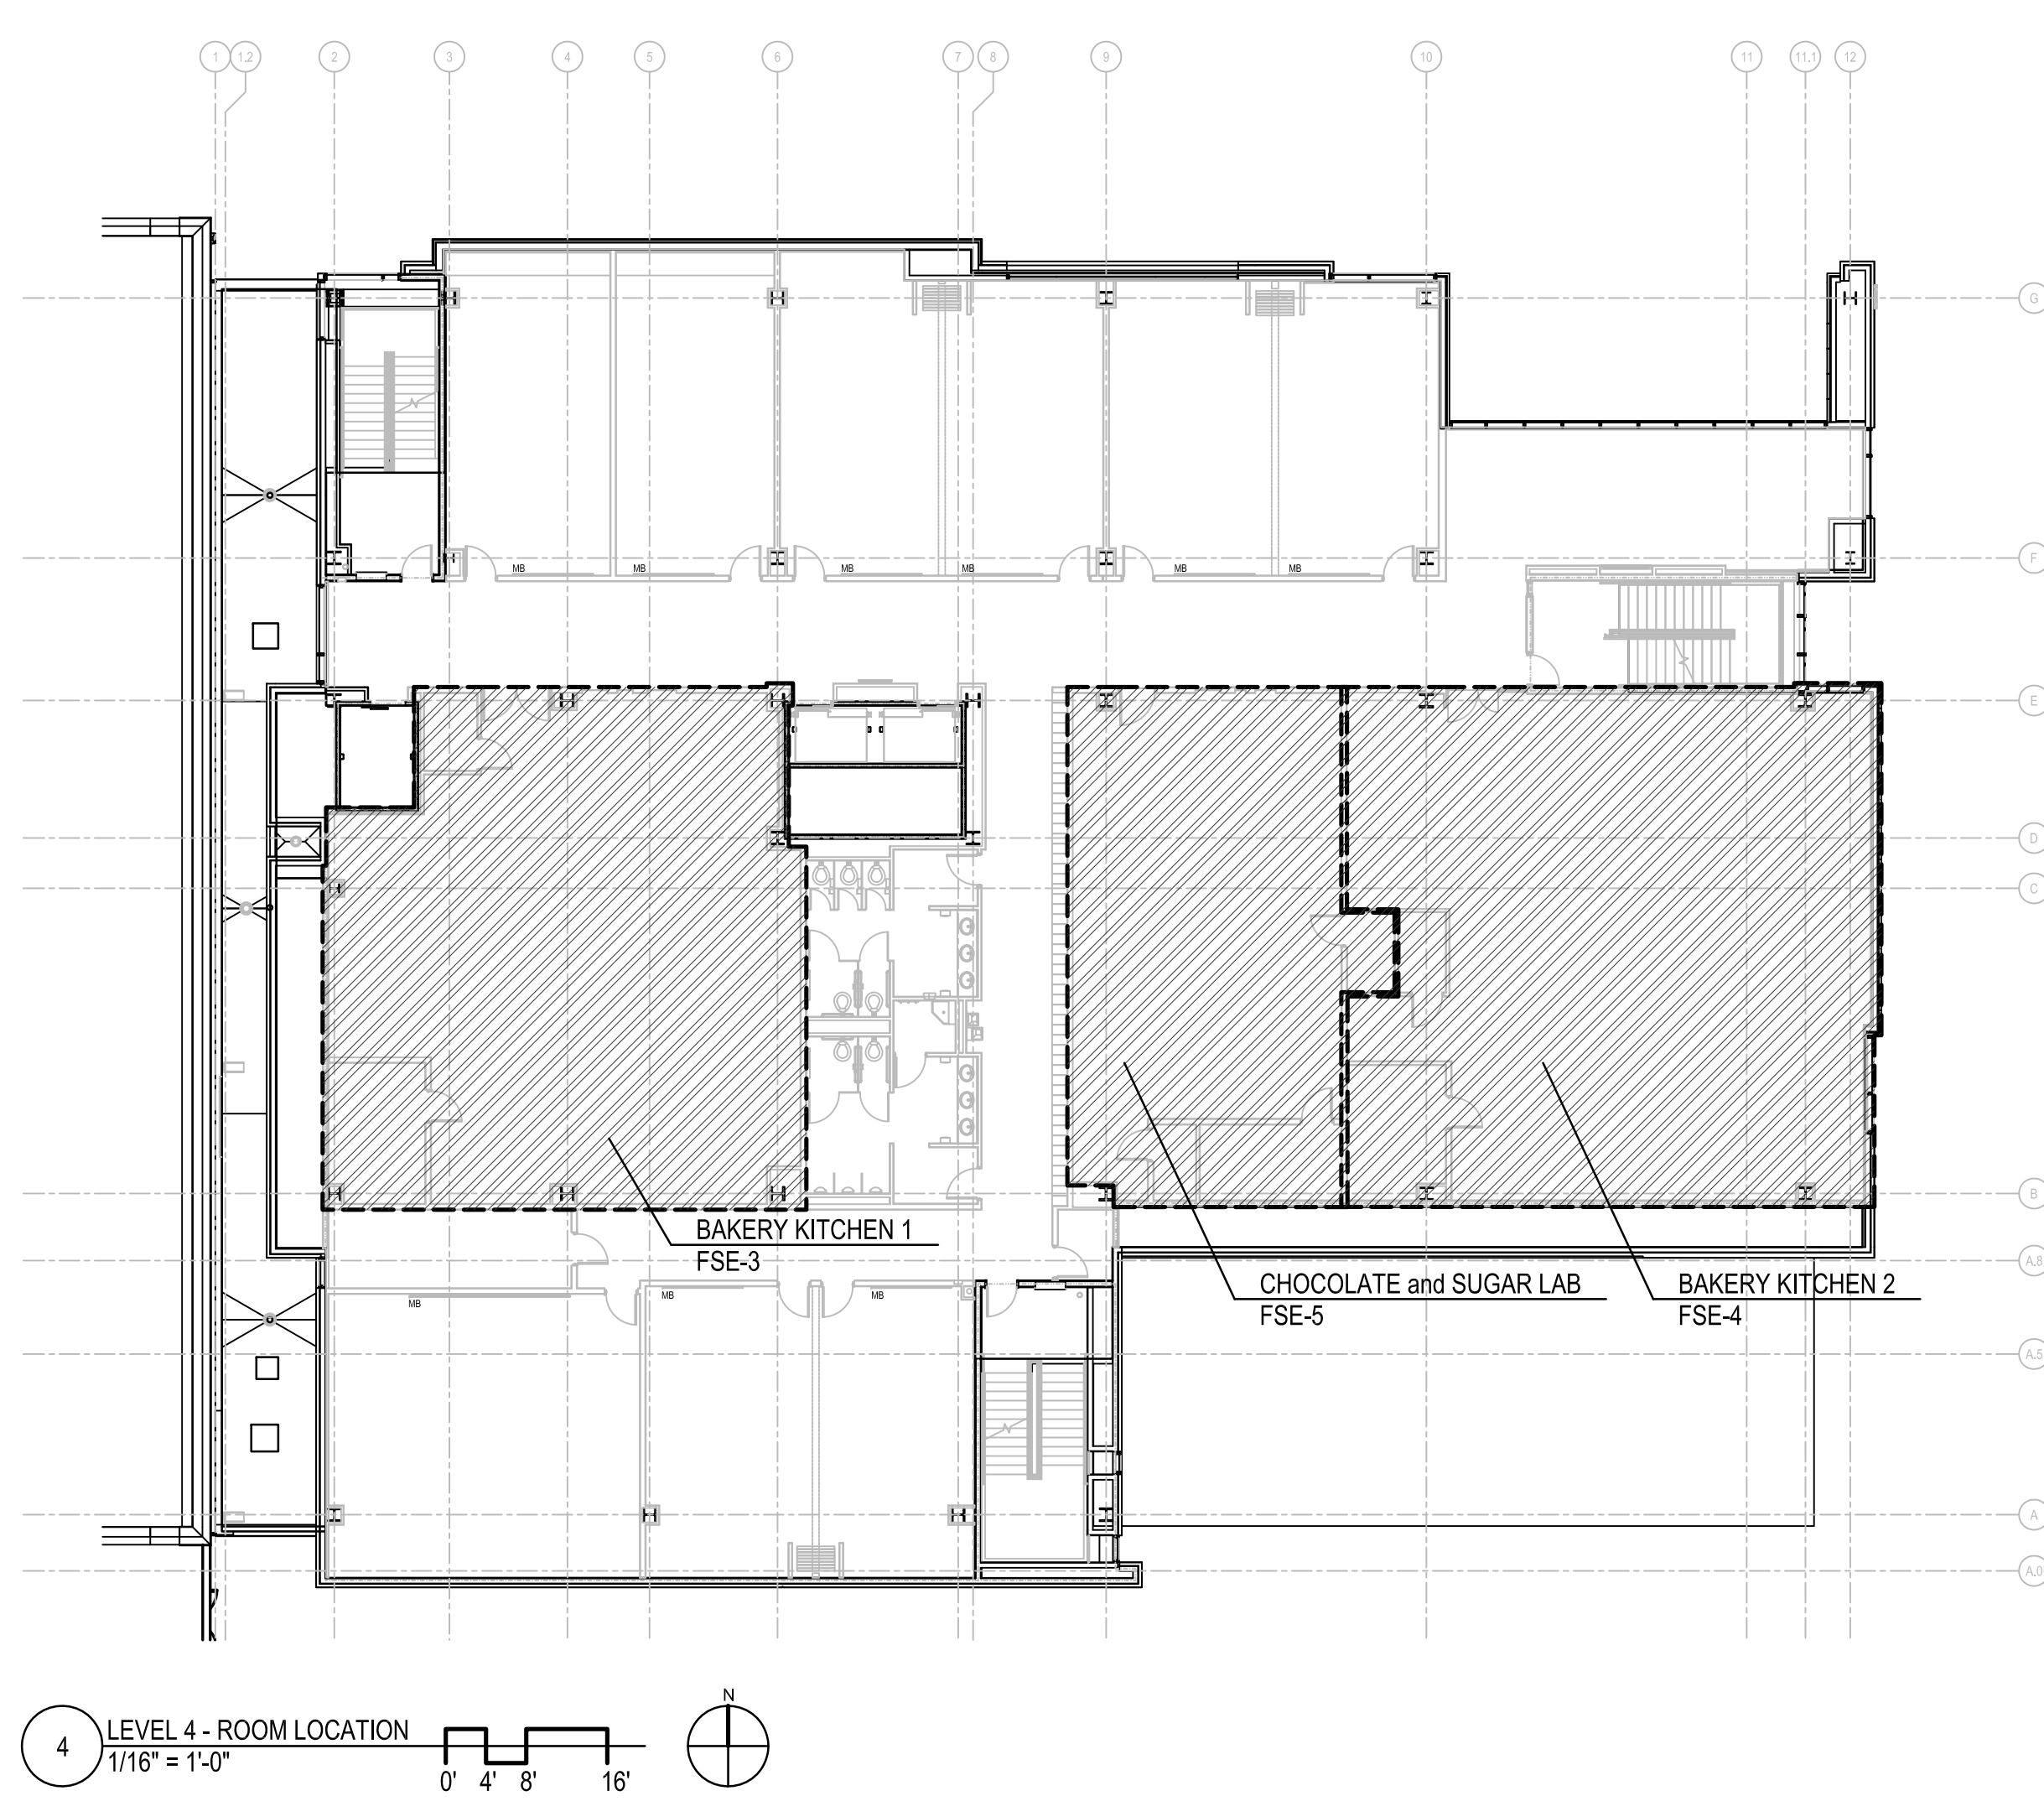 1 1.2 2 3 4 5 6 7 8 9 10 11 11.1 12
G
F
MB MB MB MB MB MB
E
D
C
B
BAKERY KITCHEN 1
FSE-3
A.8
CHOCOLATE and SUGAR LAB
FSE-5
BAKERY KITCHEN 2
FSE-4
MB MB MB
A.5
A
A.0
4
LEVEL 4 - ROOM LOCATION
1/16" = 1'-0"
0' 4' 8' 16'
N